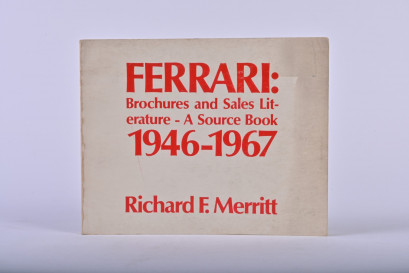 FERRARI:
Brochures and Sales Lit-
erature - A Source Book
1946-1967
Richard F. Merritt